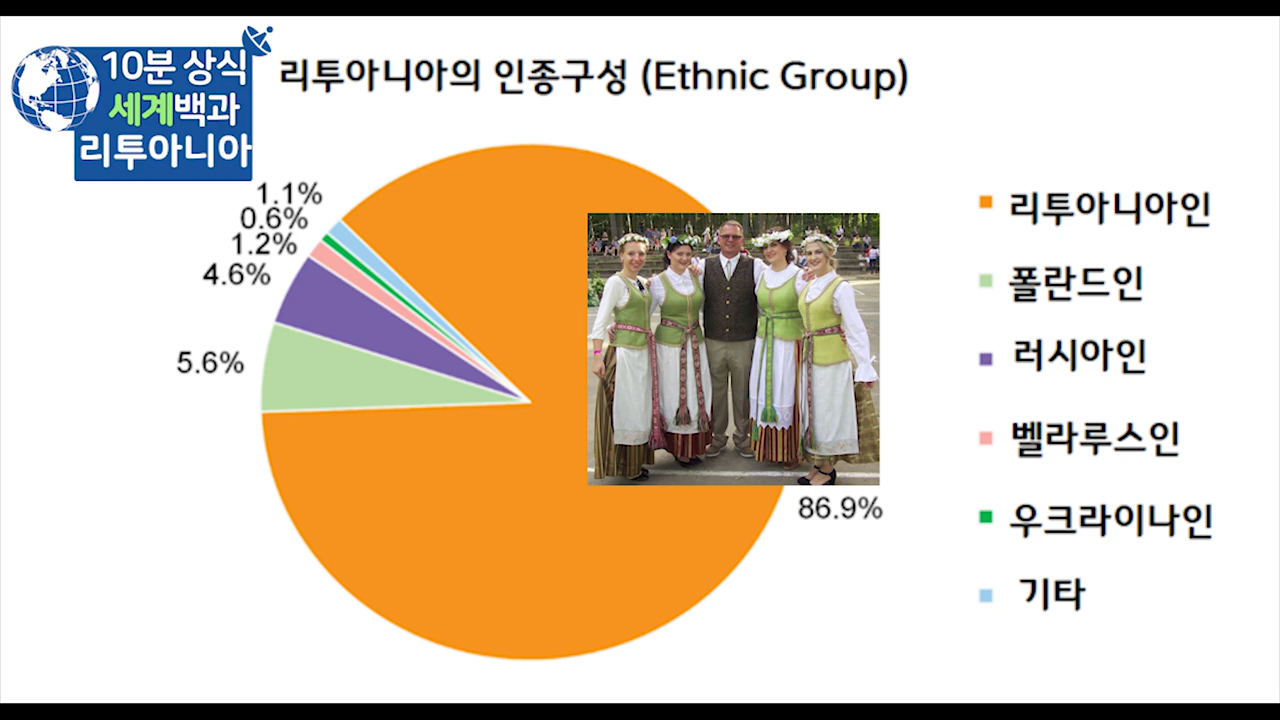 10분 상식
세계백과
리투아니아
리투아니아의 인종구성 (Ethnic Group)
1.1%
0.6%
1.2%
4.6%
5.6%
86.9%
리투아니아인
폴란드인
러시아인
벨라루스인
우크라이나인
기타